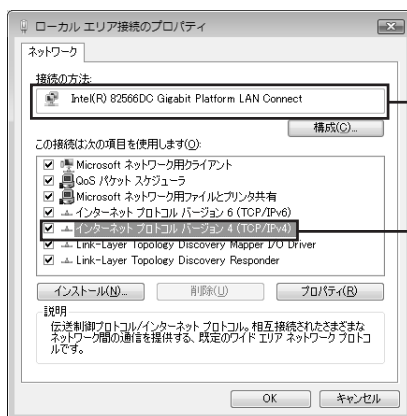 ローカル エリア接続のプロパティ
ネットワーク
接続の方法:
Intel(R) 82566DC Gigabit Platform LAN Connect
構成(C)...
この接続は次の項目を使用します(O):
Microsoft ネットワーク用クライアント
QoS パケット スケジューラ
Microsoft ネットワーク用ファイルとプリンタ共有
インターネット プロトコル バージョン 6 (TCP/IPv6)
インターネット プロトコル バージョン 4 (TCP/IPv4)
Link-Layer Topology Discovery Mapper I/O Driver
Link-Layer Topology Discovery Responder
インストール(N)...
削除(U)
プロパティ(R)
説明
伝送制御プロトコル/インターネット プロトコル。相互接続されたさまざまな
ネットワーク間の通信を提供する、既定のワイド エリア ネットワーク プロトコ
ルです。
OK
キャンセル